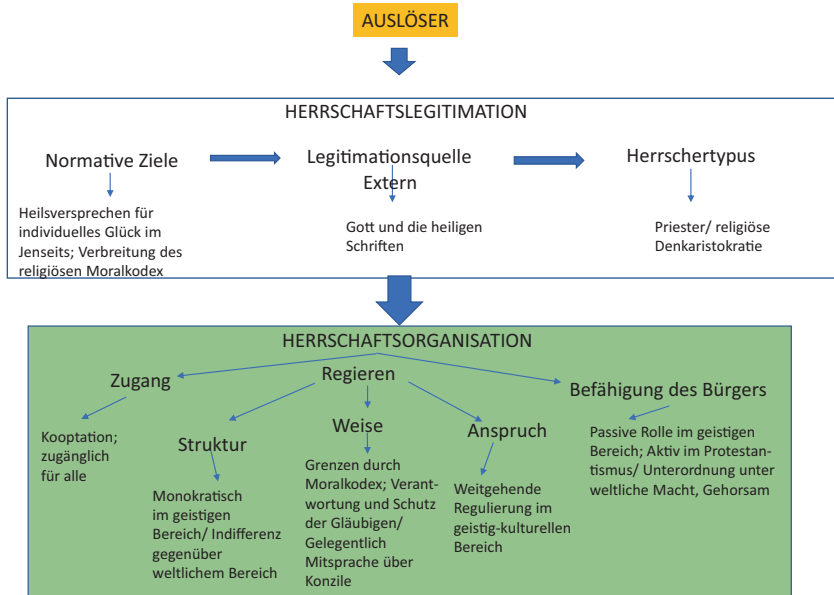 AUSLÖSER
HERRSCHAFTSLEGITIMATION
Normative Ziele
Legitimationsquelle
Extern
Herrschertypus
Heilsversprechen für
individuelles Glück im
Jenseits; Verbreitung des
religiösen Moralkodex
Gott und die heiligen
Schriften
Priester/ religiöse
Denkaristokratie
HERRSCHAFTSORGANISATION
Zugang
Regieren
Befähigung des Bürgers
Kooptation;
zugänglich
für alle
Struktur
Weise
Anspruch
Monokratisch
im geistigen
Bereich/ Indifferenz
gegenüber
weltlichem Bereich
Grenzen durch
Moralkodex; Verant-
wortung und Schutz
der Gläubigen/
Gelegentlich
Mitsprache über
Konzile
Weitgehende
Regulierung im
geistig-kulturellen
Bereich
Passive Rolle im geistigen
Bereich; Aktiv im Protestan-
tismus/ Unterordnung unter
weltliche Macht, Gehorsam